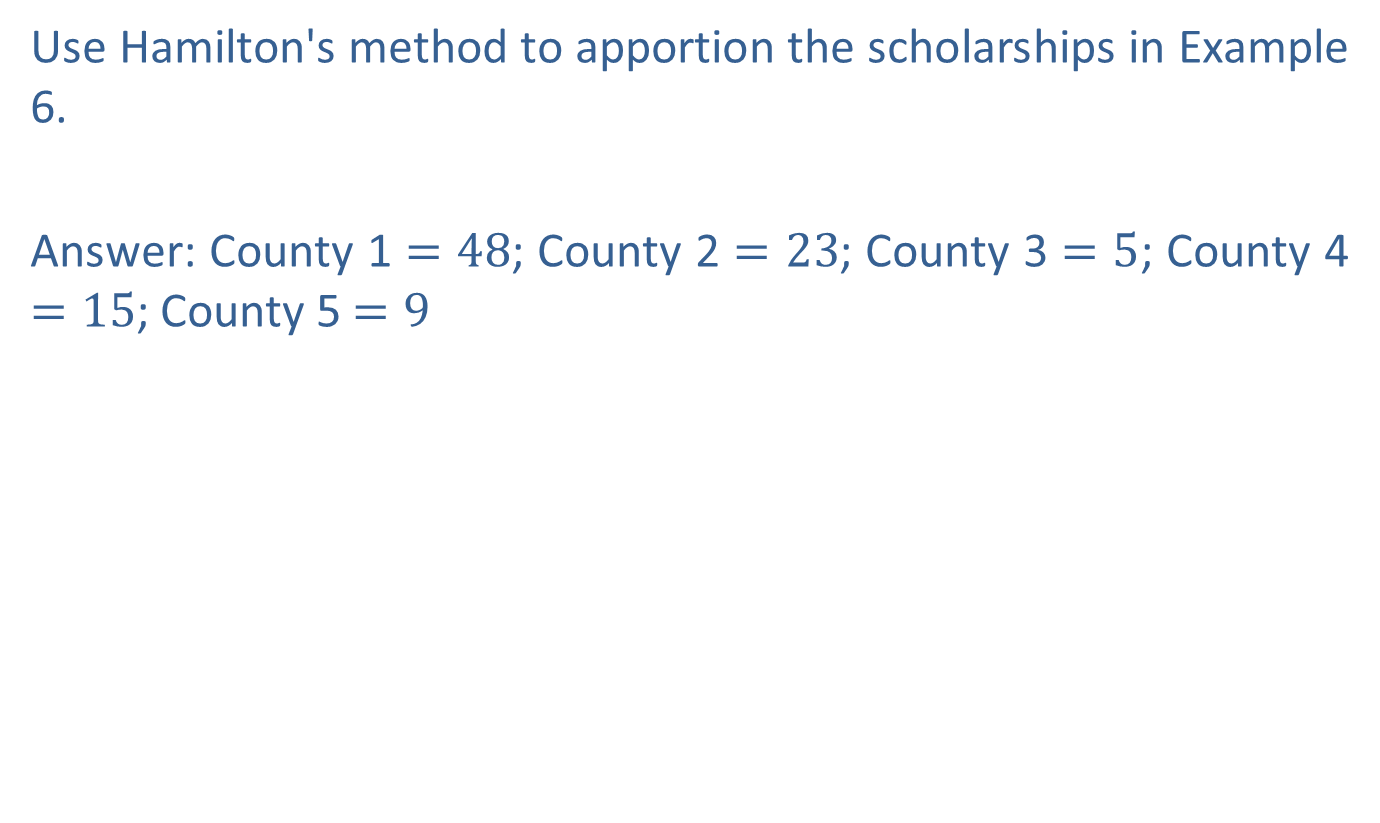 Use Hamilton's method to apportion the scholarships in Example
6.
Answer: County 1 = 48; County 2 = 23; County 3 = 5; County 4
= 15; County 5 = 9